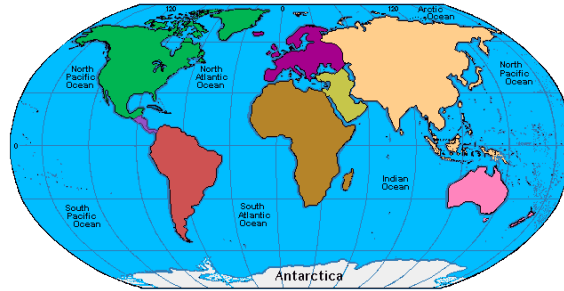 120
120
Arctic
Ocean
North
Pacific
Ocean
North
Atlantic
Ocean
North
Pacific
Ocean
0
Indian
Ocean
South
Pacific
Ocean
South
Atlantic
Ocean
Antarctica